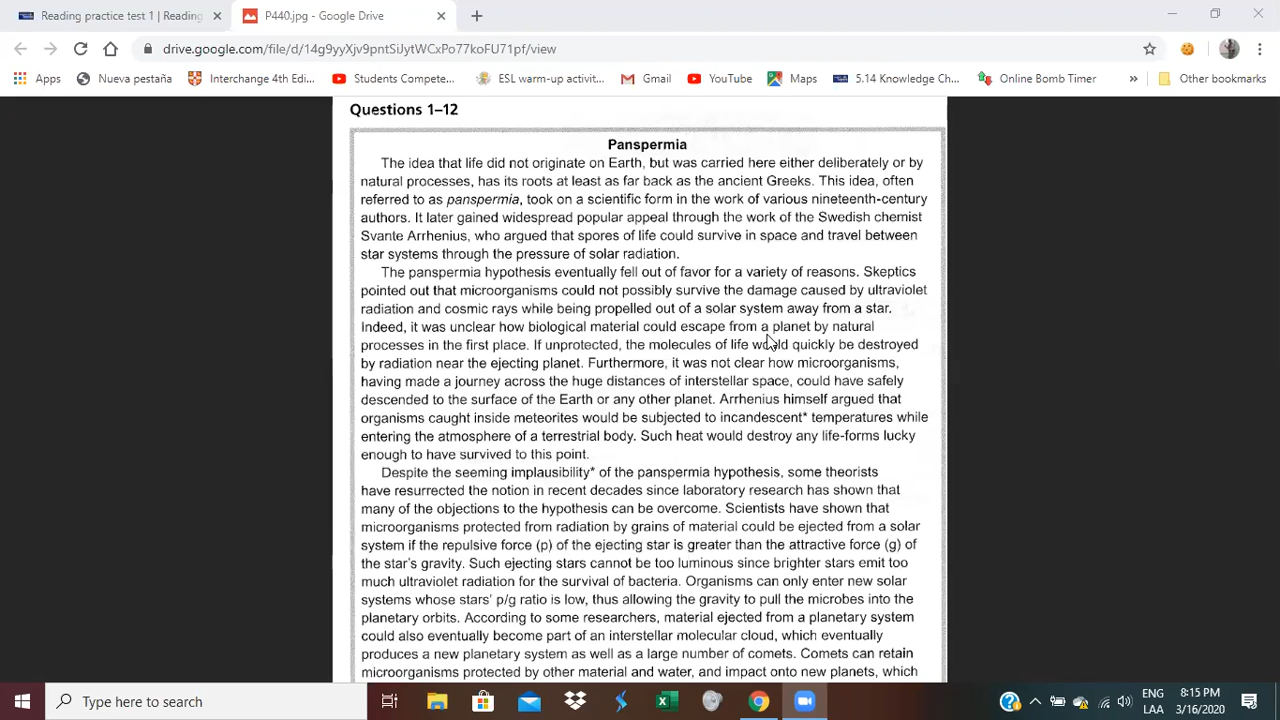 Reading practice test 1 | Reading
P440.jpg - Google Drive
drive.google.com/file/d/14g9yyXjv9pntSiJytWCxPo77koFU71pf/view
Apps
Nueva pestaña
Interchange 4th Edi...
Students Compete...
ESL warm-up activit...
Gmail
YouTube
Maps
5.14 Knowledge Ch...
Online Bomb Timer
»
Other bookmarks
Questions 1–12
Panspermia
The idea that life did not originate on Earth, but was carried here either deliberately or by
natural processes, has its roots at least as far back as the ancient Greeks. This idea, often
referred to as panspermia, took on a scientific form in the work of various nineteenth-century
authors. It later gained widespread popular appeal through the work of the Swedish chemist
Svante Arrhenius, who argued that spores of life could survive in space and travel between
star systems through the pressure of solar radiation.
The panspermia hypothesis eventually fell out of favor for a variety of reasons. Skeptics
pointed out that microorganisms could not possibly survive the damage caused by ultraviolet
radiation and cosmic rays while being propelled out of a solar system away from a star.
Indeed, it was unclear how biological material could escape from a planet by natural
processes in the first place. If unprotected, the molecules of life would quickly be destroyed
by radiation near the ejecting planet. Furthermore, it was not clear how microorganisms,
having made a journey across the huge distances of interstellar space, could have safely
descended to the surface of the Earth or any other planet. Arrhenius himself argued that
organisms caught inside meteorites would be subjected to incandescent* temperatures while
entering the atmosphere of a terrestrial body. Such heat would destroy any life-forms lucky
enough to have survived to this point.
Despite the seeming implausibility* of the panspermia hypothesis, some theorists
have resurrected the notion in recent decades since laboratory research has shown that
many of the objections to the hypothesis can be overcome. Scientists have shown that
microorganisms protected from radiation by grains of material could be ejected from a solar
system if the repulsive force (p) of the ejecting star is greater than the attractive force (g) of
the star's gravity. Such ejecting stars cannot be too luminous since brighter stars emit too
much ultraviolet radiation for the survival of bacteria. Organisms can only enter new solar
systems whose stars' p/g ratio is low, thus allowing the gravity to pull the microbes into the
planetary orbits. According to some researchers, material ejected from a planetary system
could also eventually become part of an interstellar molecular cloud, which eventually
produces a new planetary system as well as a large number of comets. Comets can retain
microorganisms protected by other material and water, and impact onto new planets, which
Type here to search
ENG
LAA
8:15 PM
3/16/2020